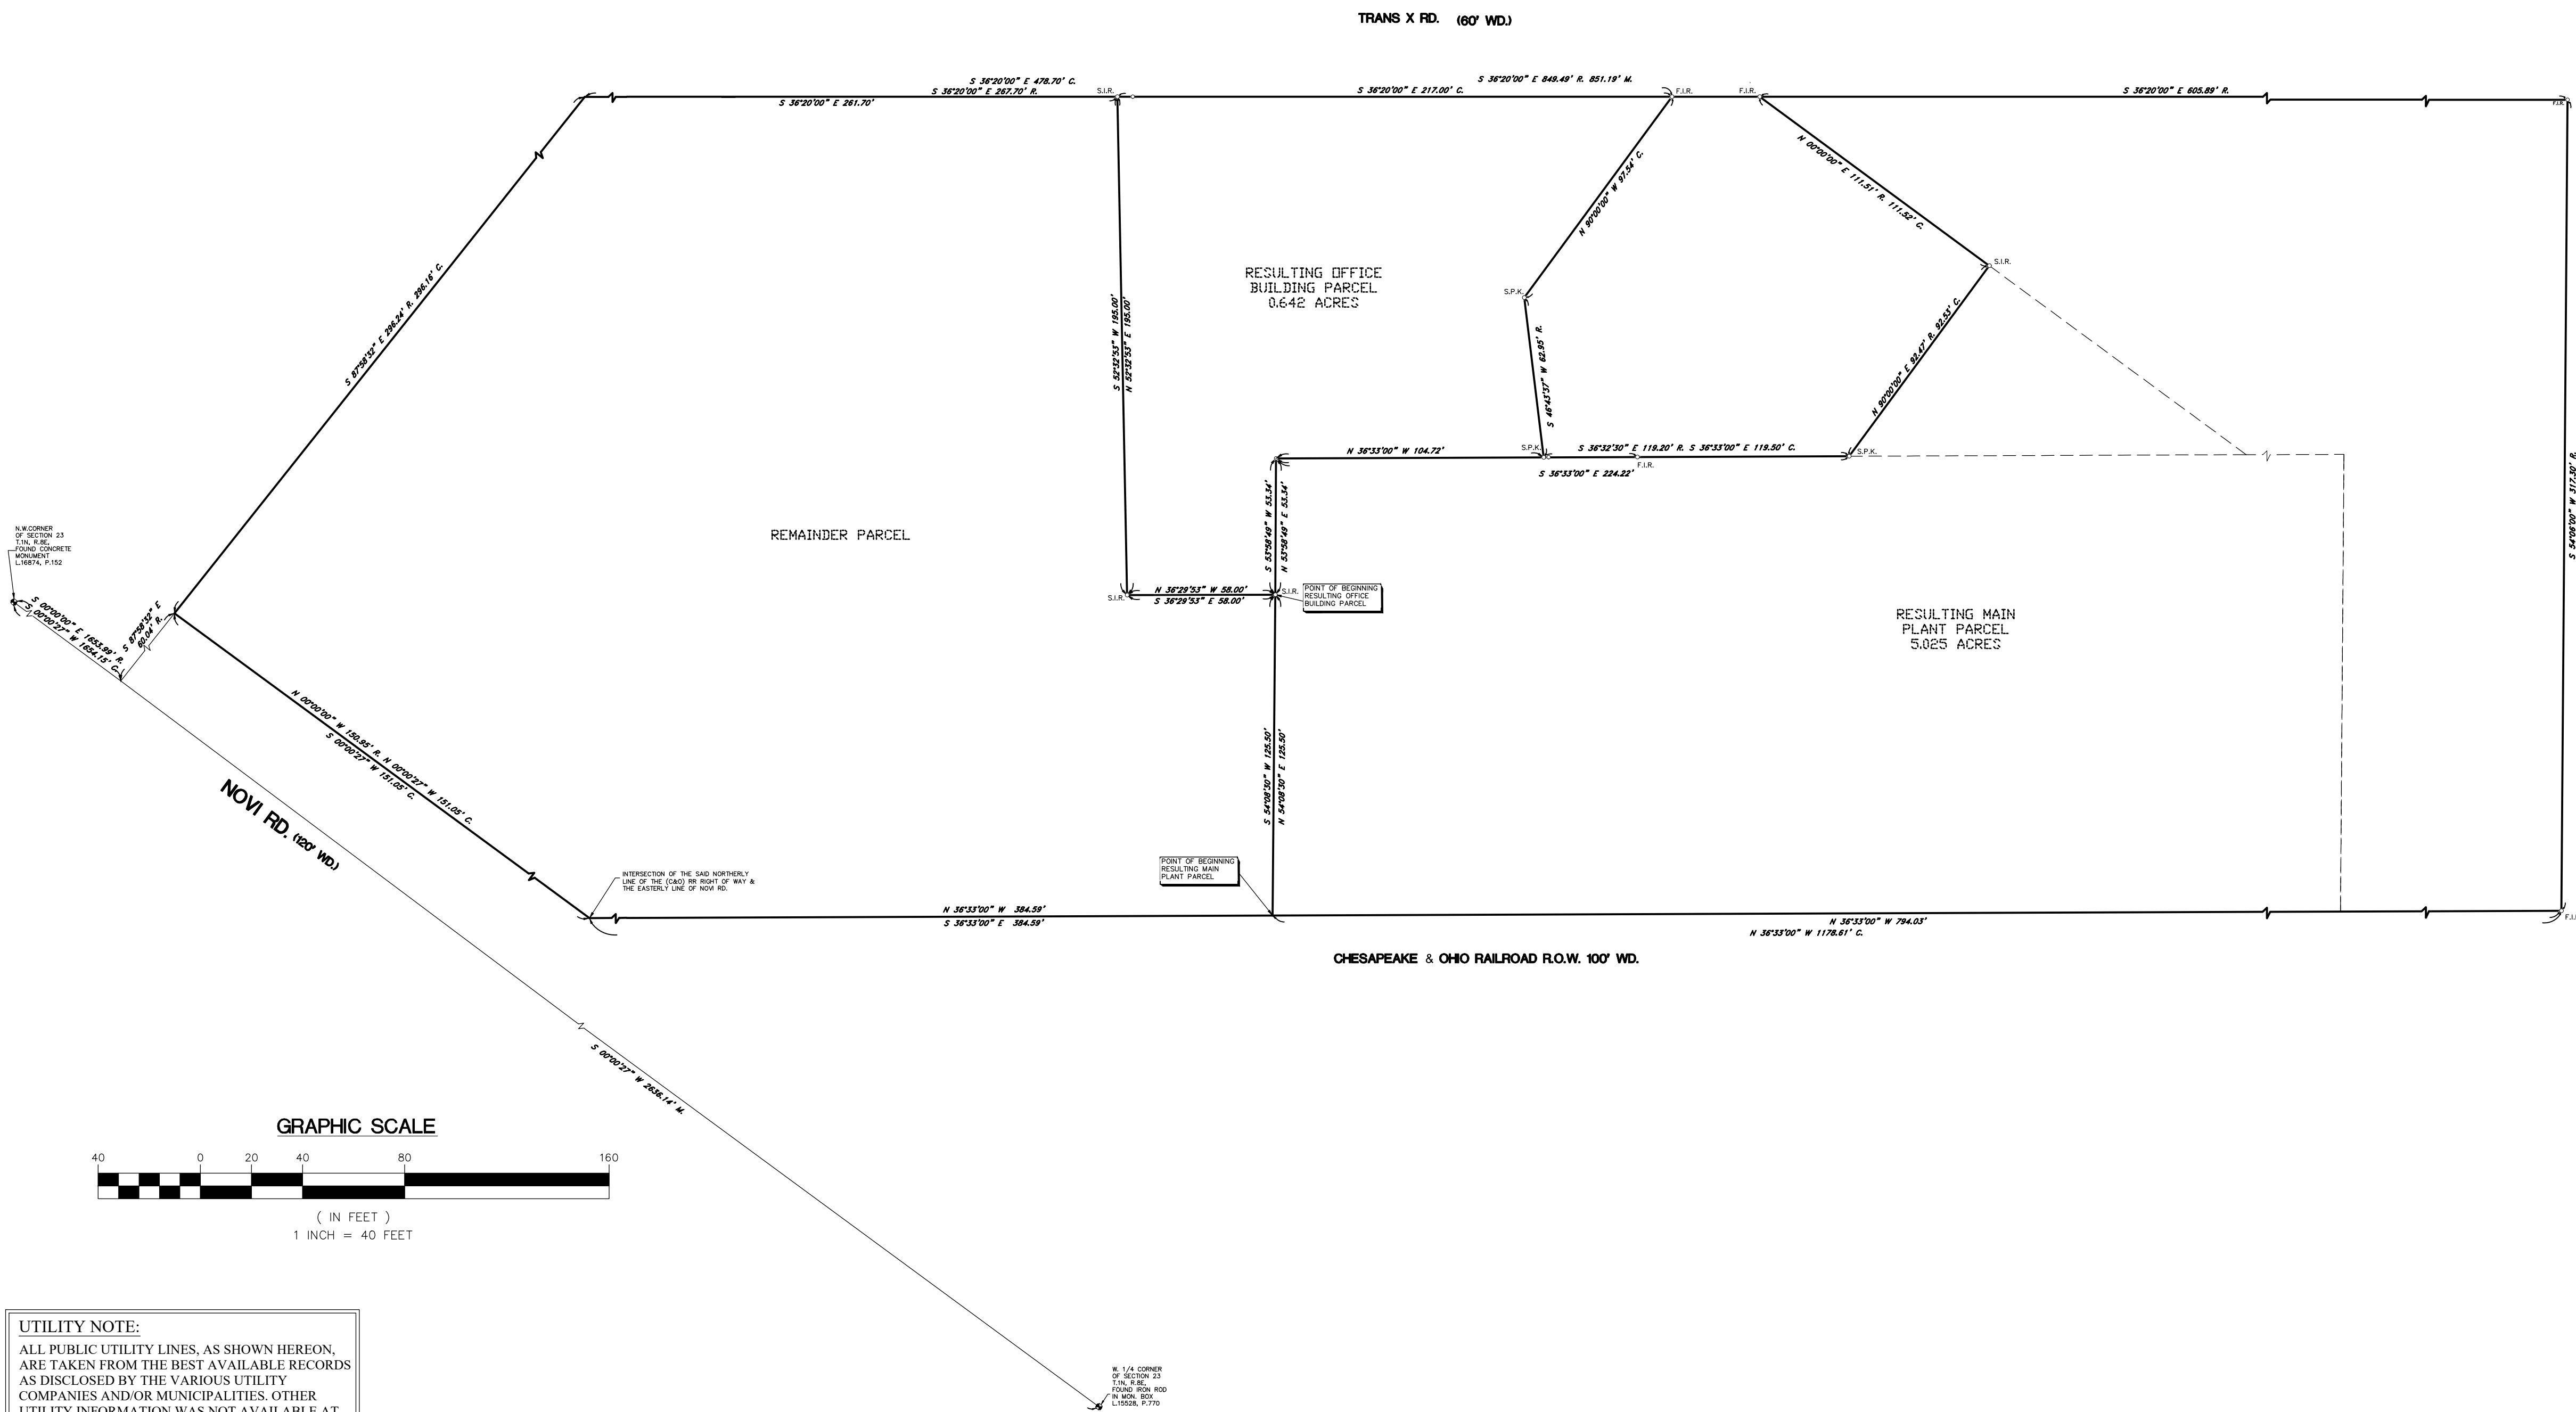 TRANS X RD. (60' WD.)
S 36°20'00" E 478.70' C.
S 36°20'00" E 849.49' R. 851.19' M.
S 36°20'00" E 267.70' R.
S.I.R.
S 36°20'00" E 217.00' C.
F.I.R.
F.I.R.
S 36°20'00" E 605.89' R.
F.I.R.
S 36°20'00" E 261.70'
N 00°00'00" E 111.51' R. 111.52' C.
N 90°00'00" W 97.54' C.
S 87°58'32" E 296.24' R. 296.16' C.
RESULTING OFFICE
BUILDING PARCEL
0.642 ACRES
S.I.R.
S.P.K.
S 52°32'53" W 195.00'
N 52°32'53" E 195.00'
S 46°43'37" W 62.95' R.
N 90°00'00" E 92.47' R. 92.53' C.
N 36°33'00" W 104.72'
S.P.K.
S 36°32'30" E 119.20' R. S 36°33'00" E 119.50' C.
S.P.K.
F.I.R.
S 36°33'00" E 224.22'
S 54°06'00" W 317.30' R.
S 53°58'49" W 53.34'
N 53°58'49" E 53.34'
REMAINDER PARCEL
N.W.CORNER
OF SECTION 23
T.1N, R.8E,
FOUND CONCRETE
MONUMENT
L.16874, P.152
S 00°00'00" E 1653.99' R.
S 00°00'27" W 1654.15' C.
S 87°58'32" E
60.04' R.
N 36°29'53" W 58.00'
S.I.R.
S 36°29'53" E 58.00'
S.I.R.
POINT OF BEGINNING
RESULTING OFFICE
BUILDING PARCEL
RESULTING MAIN
PLANT PARCEL
5.025 ACRES
N 00°00'00" W 150.95' R. N 00°00'27" W 151.05' C.
S 00°00'27" W 151.05' C.
S 54°08'30" W 125.50'
N 54°08'30" E 125.50'
NOVI RD. (120' WD.)
POINT OF BEGINNING
RESULTING MAIN
PLANT PARCEL
INTERSECTION OF THE SAID NORTHERLY
LINE OF THE (C&O) RR RIGHT OF WAY &
THE EASTERLY LINE OF NOVI RD.
N 36°33'00" W 384.59'
S 36°33'00" E 384.59'
N 36°33'00" W 794.03'
N 36°33'00" W 1178.61' C.
CHESAPEAKE & OHIO RAILROAD R.O.W. 100' WD.
S 00°00'27" W 2636.14' M.
GRAPHIC SCALE
40 0 20 40 80 160
( IN FEET )
1 INCH = 40 FEET
UTILITY NOTE:
ALL PUBLIC UTILITY LINES, AS SHOWN HEREON,
ARE TAKEN FROM THE BEST AVAILABLE RECORDS
AS DISCLOSED BY THE VARIOUS UTILITY
COMPANIES AND/OR MUNICIPALITIES. OTHER
UTILITY INFORMATION WAS NOT AVAILABLE AT
W. 1/4 CORNER
OF SECTION 23
T.1N, R.8E,
FOUND IRON ROD
IN MON. BOX
L.15528, P.770